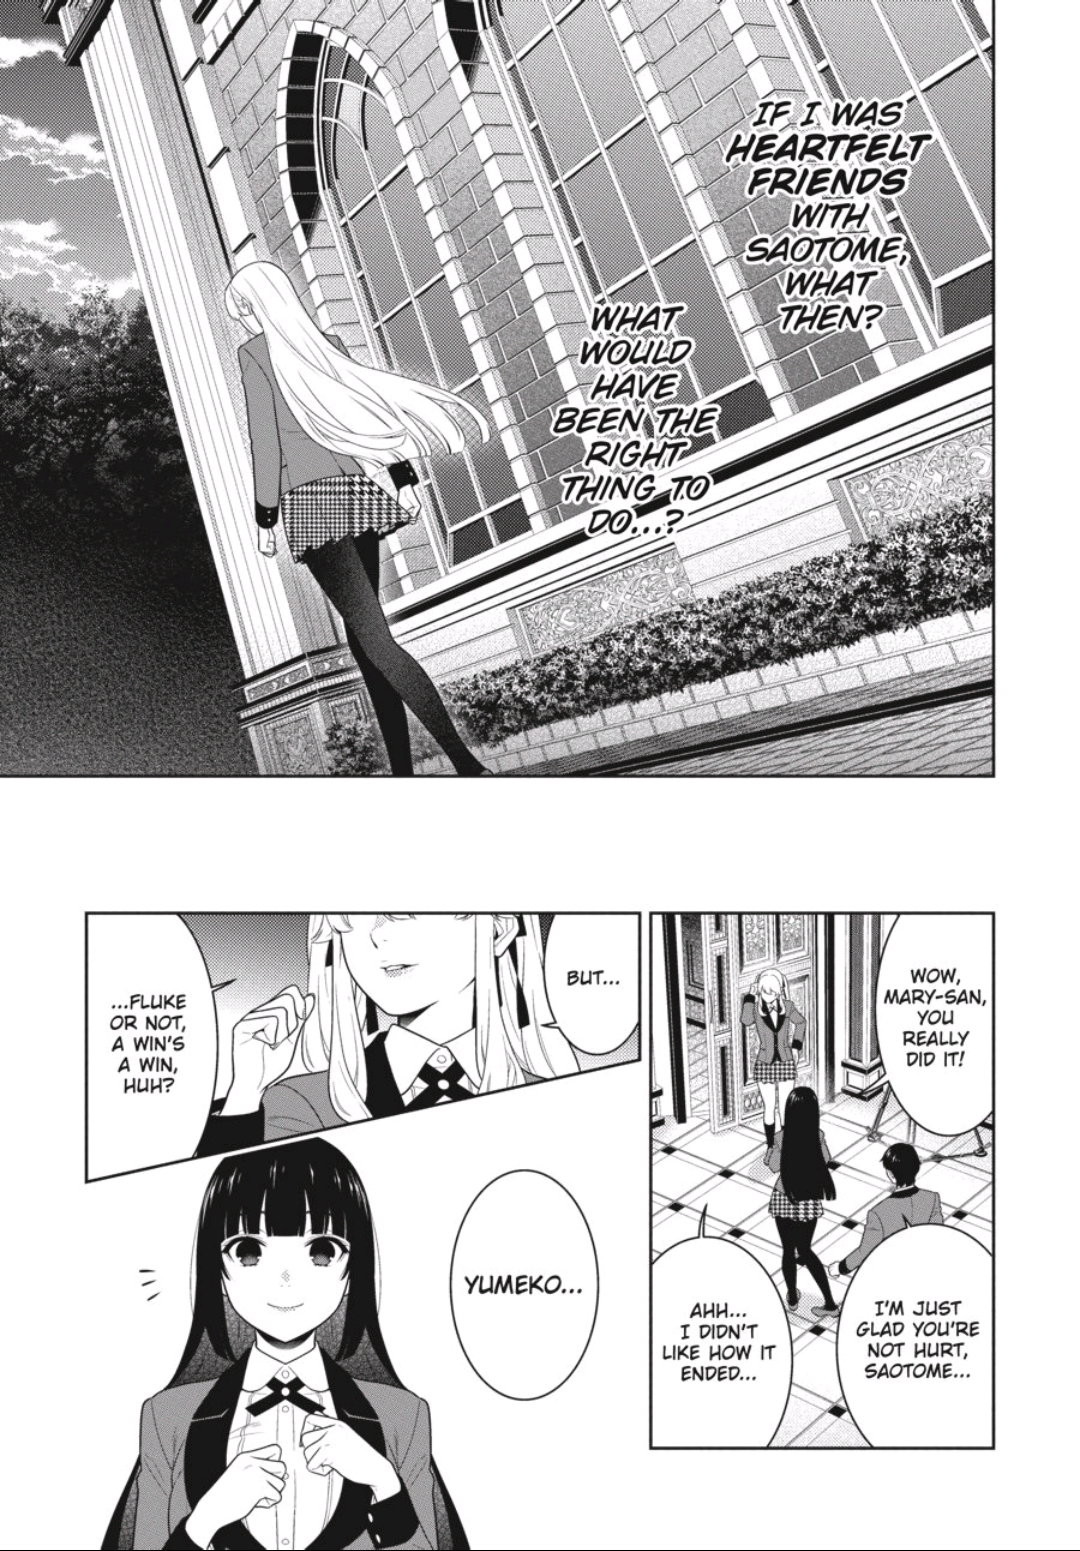 IF I WAS
HEARTFELT
FRIENDS
WITH
SAOTOME,
WHAT
THEN?
WHAT
WOULD
HAVE
BEEN THE
RIGHT
THING TO
DO...?
WOW,
MARY-SAN,
YOU
REALLY
DID IT!
I'M JUST
GLAD YOU'RE
NOT HURT,
SAOTOME...
AHH...
I DIDN'T
LIKE HOW IT
ENDED...
BUT...
...FLUKE
OR NOT,
A WIN'S
A WIN,
HUH?
YUMEKO...